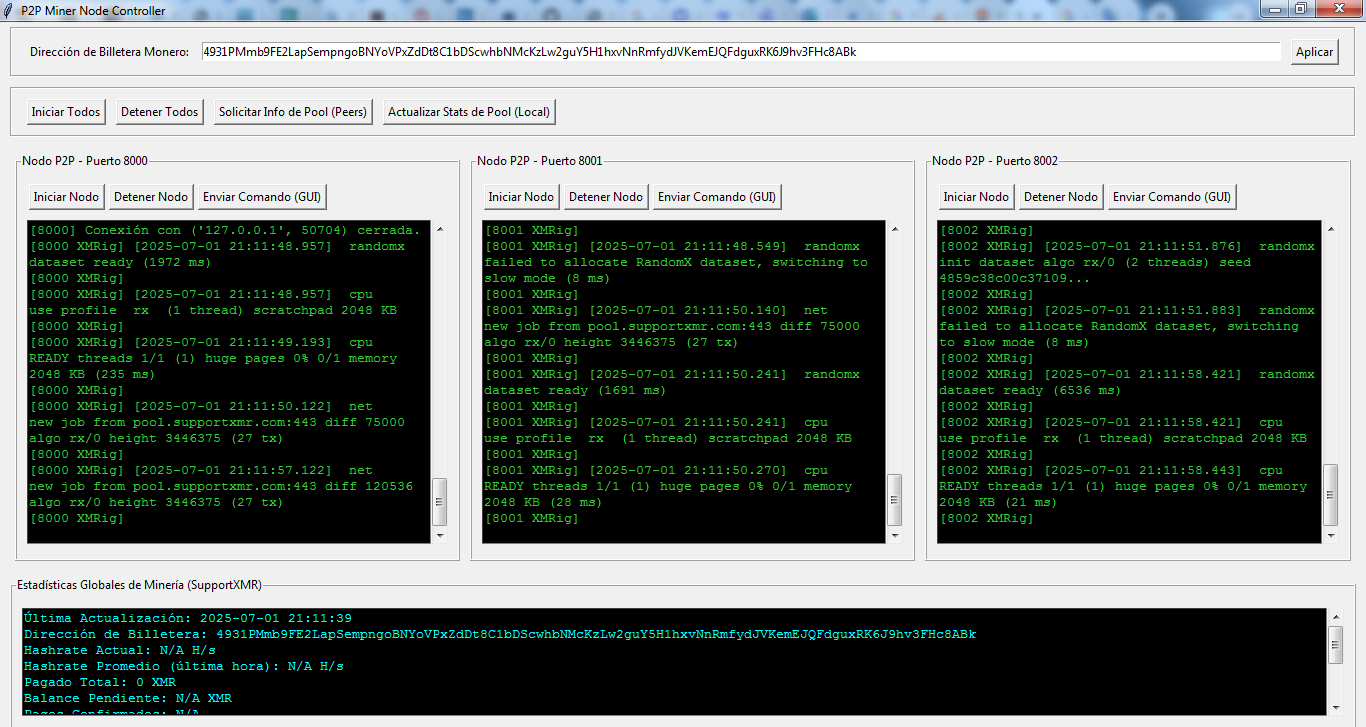 P2P Miner Node Controller
Dirección de Billetera Monero: 4931PMmb9FE2LapSempngoBNYoVPxZdDt8C1bDScwhbNMcKzLw2guY5H1hxvNnRmfydJVKemEJQFdguxRK6J9hv3FHc8ABk Aplicar
Iniciar Todos Detener Todos Solicitar Info de Pool (Peers) Actualizar Stats de Pool (Local)
Nodo P2P - Puerto 8000
Iniciar Nodo Detener Nodo Enviar Comando (GUI)
[8000] Conexión con ('127.0.0.1', 50704) cerrada.
[8000 XMRig] [2025-07-01 21:11:48.957] randomx
dataset ready (1972 ms)
[8000 XMRig]
[8000 XMRig] [2025-07-01 21:11:48.957] cpu
use profile rx (1 thread) scratchpad 2048 KB
[8000 XMRig]
[8000 XMRig] [2025-07-01 21:11:49.193] cpu
READY threads 1/1 (1) huge pages 0% 0/1 memory
2048 KB (235 ms)
[8000 XMRig]
[8000 XMRig] [2025-07-01 21:11:50.122] net
new job from pool.supportxmr.com:443 diff 75000
algo rx/0 height 3446375 (27 tx)
[8000 XMRig]
[8000 XMRig] [2025-07-01 21:11:57.122] net
new job from pool.supportxmr.com:443 diff 120536
algo rx/0 height 3446375 (27 tx)
[8000 XMRig]
Nodo P2P - Puerto 8001
Iniciar Nodo Detener Nodo Enviar Comando (GUI)
[8001 XMRig]
[8001 XMRig] [2025-07-01 21:11:48.549] randomx
failed to allocate RandomX dataset, switching to
slow mode (8 ms)
[8001 XMRig]
[8001 XMRig] [2025-07-01 21:11:50.140] net
new job from pool.supportxmr.com:443 diff 75000
algo rx/0 height 3446375 (27 tx)
[8001 XMRig]
[8001 XMRig] [2025-07-01 21:11:50.241] randomx
dataset ready (1691 ms)
[8001 XMRig]
[8001 XMRig] [2025-07-01 21:11:50.241] cpu
use profile rx (1 thread) scratchpad 2048 KB
[8001 XMRig]
[8001 XMRig] [2025-07-01 21:11:50.270] cpu
READY threads 1/1 (1) huge pages 0% 0/1 memory
2048 KB (28 ms)
[8001 XMRig]
Nodo P2P - Puerto 8002
Iniciar Nodo Detener Nodo Enviar Comando (GUI)
[8002 XMRig]
[8002 XMRig] [2025-07-01 21:11:51.876] randomx
init dataset algo rx/0 (2 threads) seed
4859c38c00c37109...
[8002 XMRig]
[8002 XMRig] [2025-07-01 21:11:51.883] randomx
failed to allocate RandomX dataset, switching
to slow mode (8 ms)
[8002 XMRig]
[8002 XMRig] [2025-07-01 21:11:58.421] randomx
dataset ready (6536 ms)
[8002 XMRig]
[8002 XMRig] [2025-07-01 21:11:58.421] cpu
use profile rx (1 thread) scratchpad 2048 KB
[8002 XMRig]
[8002 XMRig] [2025-07-01 21:11:58.443] cpu
READY threads 1/1 (1) huge pages 0% 0/1 memory
2048 KB (21 ms)
[8002 XMRig]
Estadísticas Globales de Minería (SupportXMR)
Última Actualización: 2025-07-01 21:11:39
Dirección de Billetera: 4931PMmb9FE2LapSempngoBNYoVPxZdDt8C1bDScwhbNMcKzLw2guY5H1hxvNnRmfydJVKemEJQFdguxRK6J9hv3FHc8ABk
Hashrate Actual: N/A H/s
Hashrate Promedio (última hora): N/A H/s
Pagado Total: 0 XMR
Balance Pendiente: N/A XMR
Pagos Confirmados: N/A